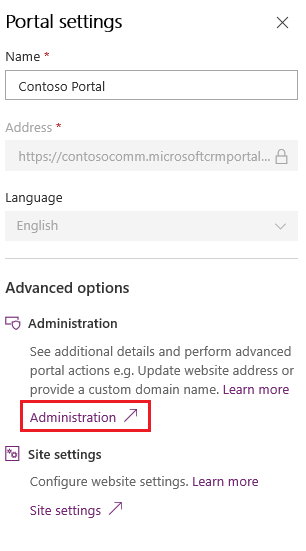 Portal settings
Name *
Contoso Portal
Address *
https://contosocomm.microsoftcrmportal...
Language
English
Advanced options
Administration
See additional details and perform advanced
portal actions e.g. Update website address or
provide a custom domain name. Learn more
Administration
Site settings
Configure website settings. Learn more
Site settings